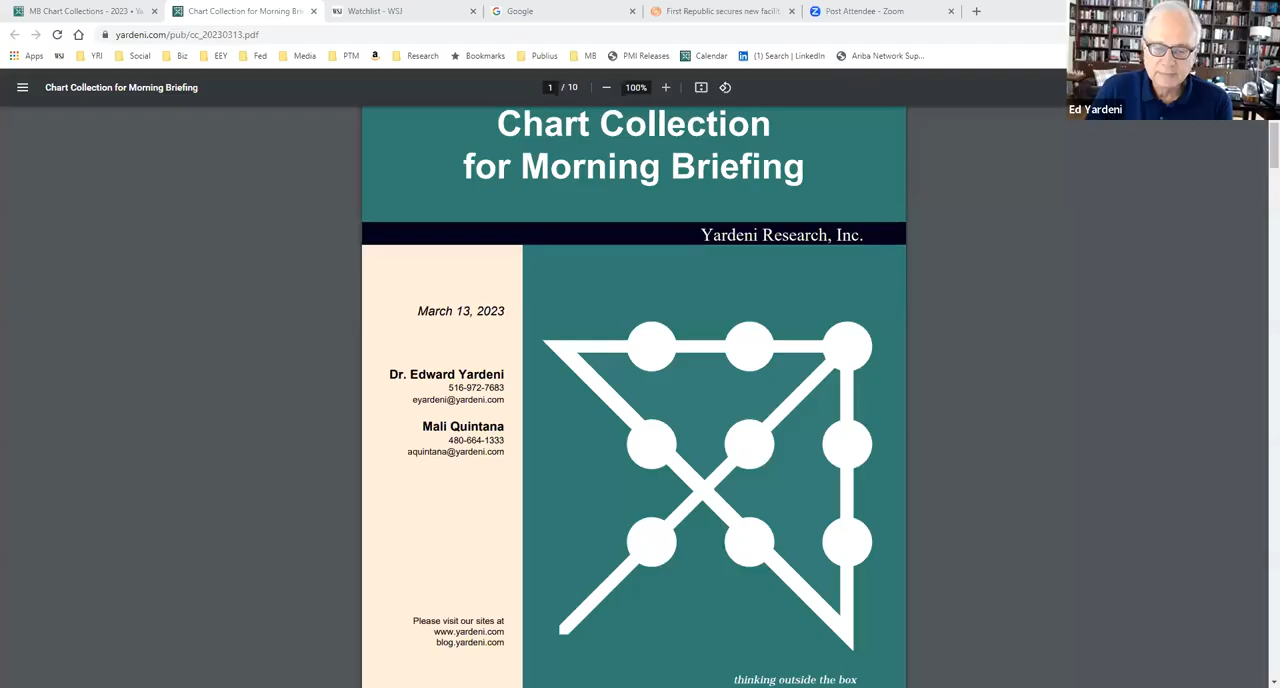 MB Chart Collections - 2023 • Ya
Chart Collection for Morning Brie
WSJ Watchlist - WSJ
Google
First Republic secures new facilit
Post Attendee - Zoom
yardeni.com/pub/cc_20230313.pdf
Apps
WSJ
YRI
Social
Biz
EEY
Fed
Media
PTM
Research
Bookmarks
Publius
MB
PMI Releases
Calendar
(1) Search | LinkedIn
Ariba Network Sup...
Chart Collection for Morning Briefing
1 / 10
100%
Ed Yardeni
Chart Collection
for Morning Briefing
Yardeni Research, Inc.
March 13, 2023
Dr. Edward Yardeni
516-972-7683
eyardeni@yardeni.com
Mali Quintana
480-664-1333
aquintana@yardeni.com
Please visit our sites at
www.yardeni.com
blog.yardeni.com
thinking outside the box